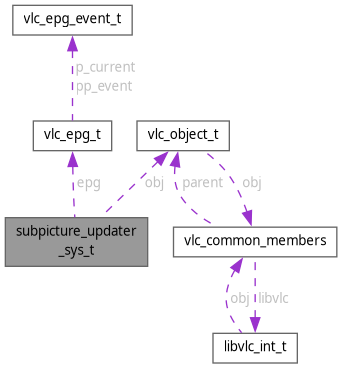 vlc_epg_event_t
p_current
pp_event
vlc_epg_t
vlc_object_t
epg
obj
parent
obj
subpicture_updater
_sys_t
vlc_common_members
obj
libvlc
libvlc_int_t